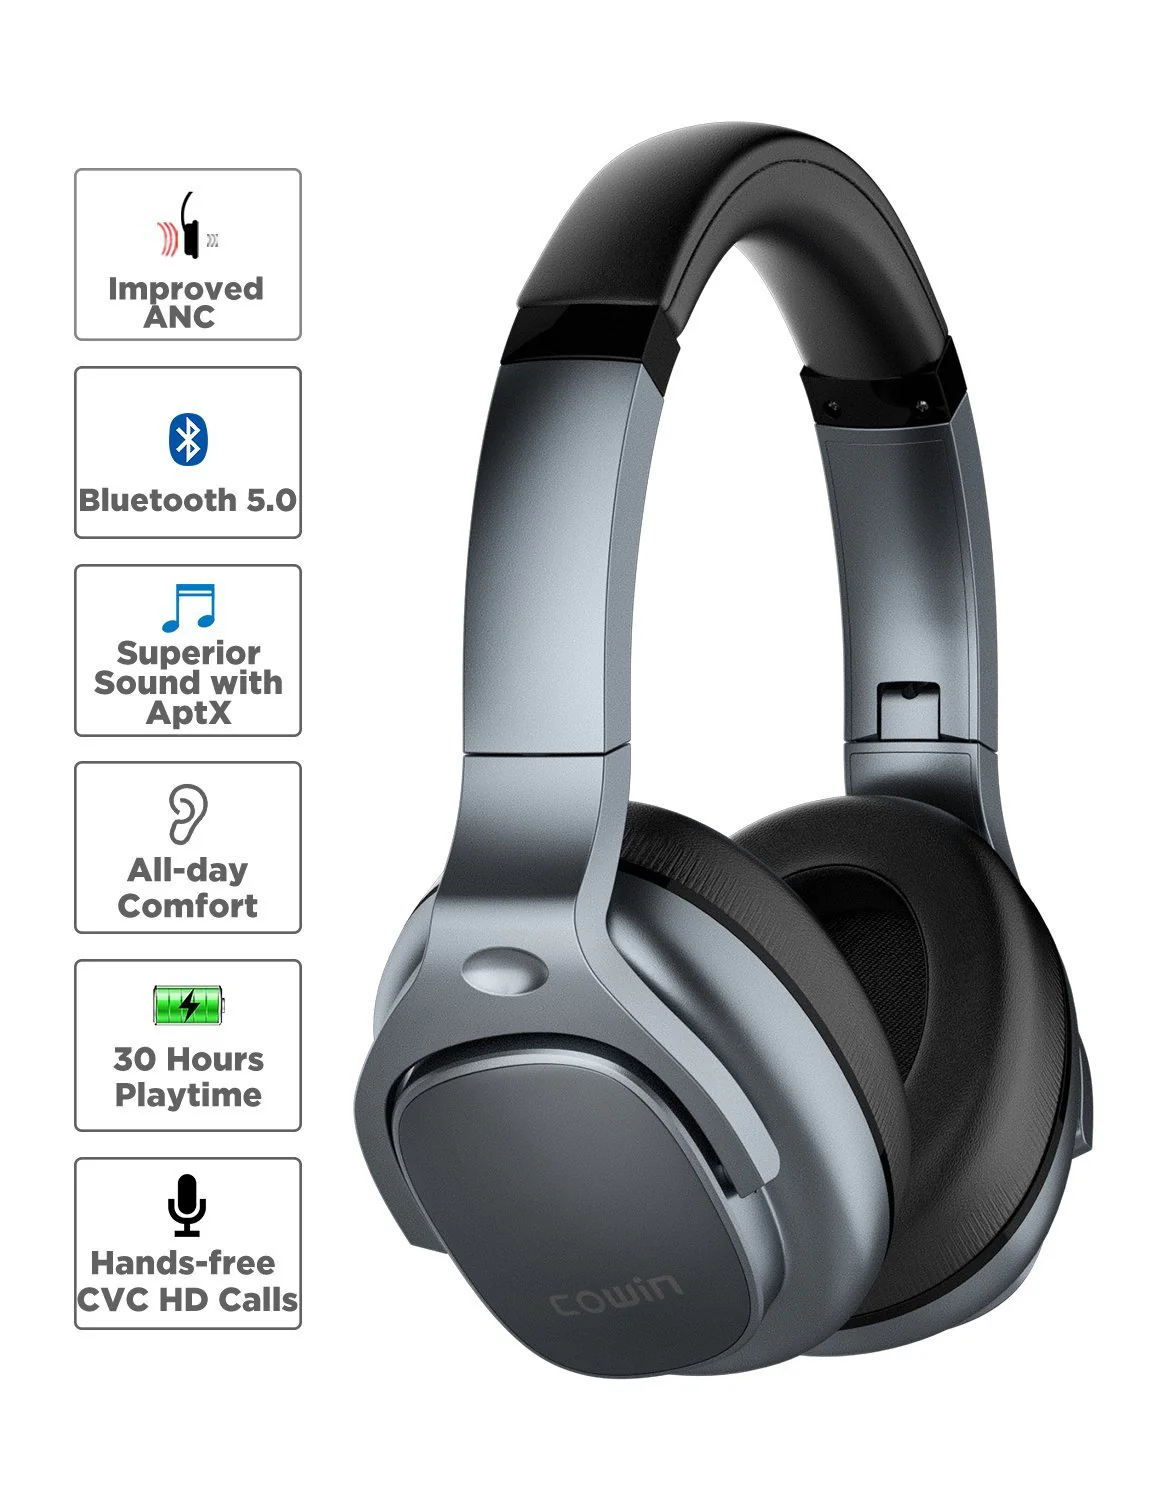 Improved
ANC
Bluetooth 5.0
Superior
Sound with
AptX
All-day
Comfort
30 Hours
Playtime
Hands-free
CVC HD Calls
cowin